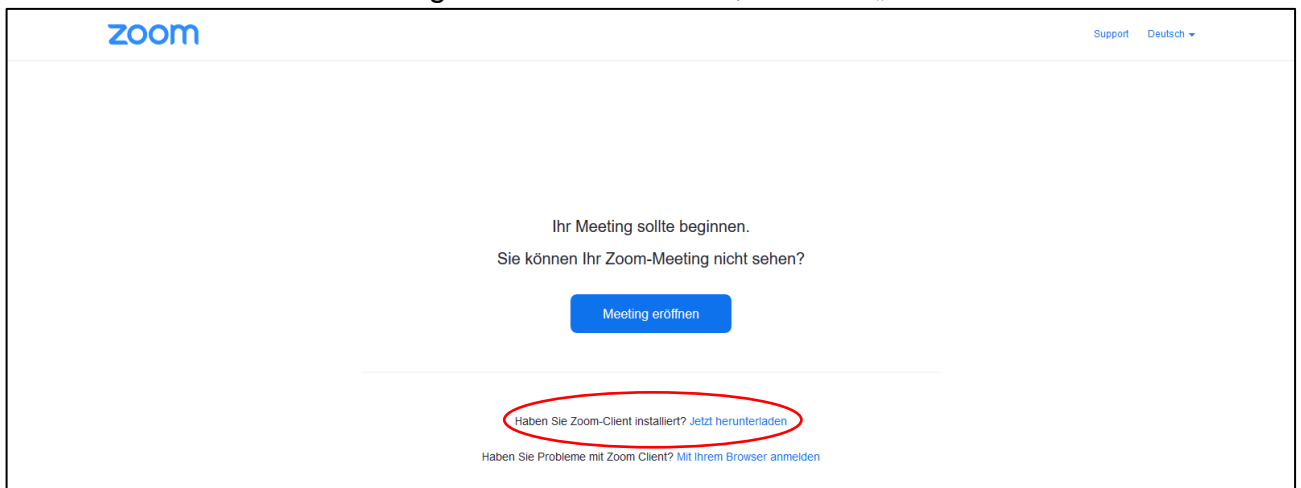 zoom
Support Deutsch
Ihr Meeting sollte beginnen.
Sie können Ihr Zoom-Meeting nicht sehen?
Meeting eröffnen
Haben Sie Zoom-Client installiert? Jetzt herunterladen
Haben Sie Probleme mit Zoom Client? Mit Ihrem Browser anmelden